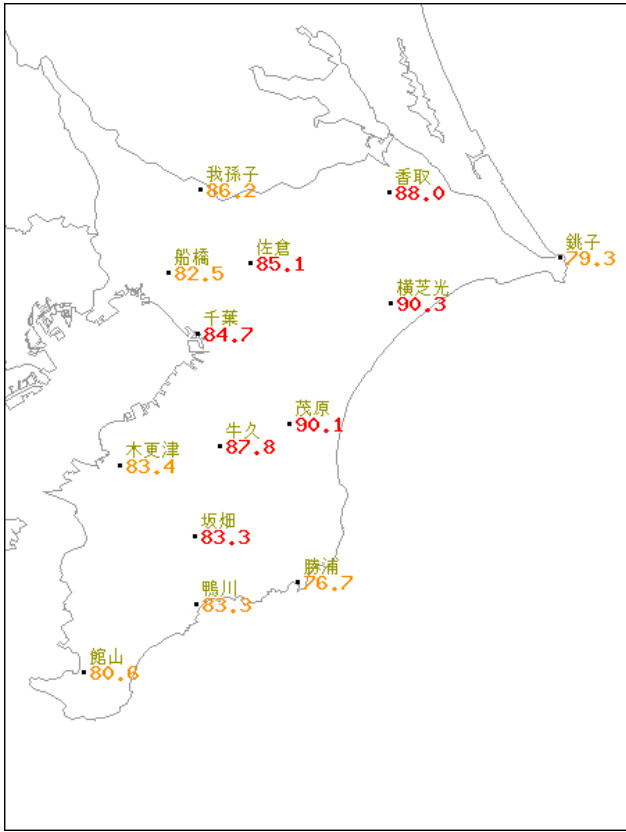 我孫子
86.2
香取
88.0
銚子
79.3
船橋
82.5
佐倉
85.1
横芝光
90.3
千葉
84.7
茂原
90.1
牛久
87.8
木更津
83.4
坂畑
83.3
勝浦
76.7
鴨川
83.3
館山
80.6